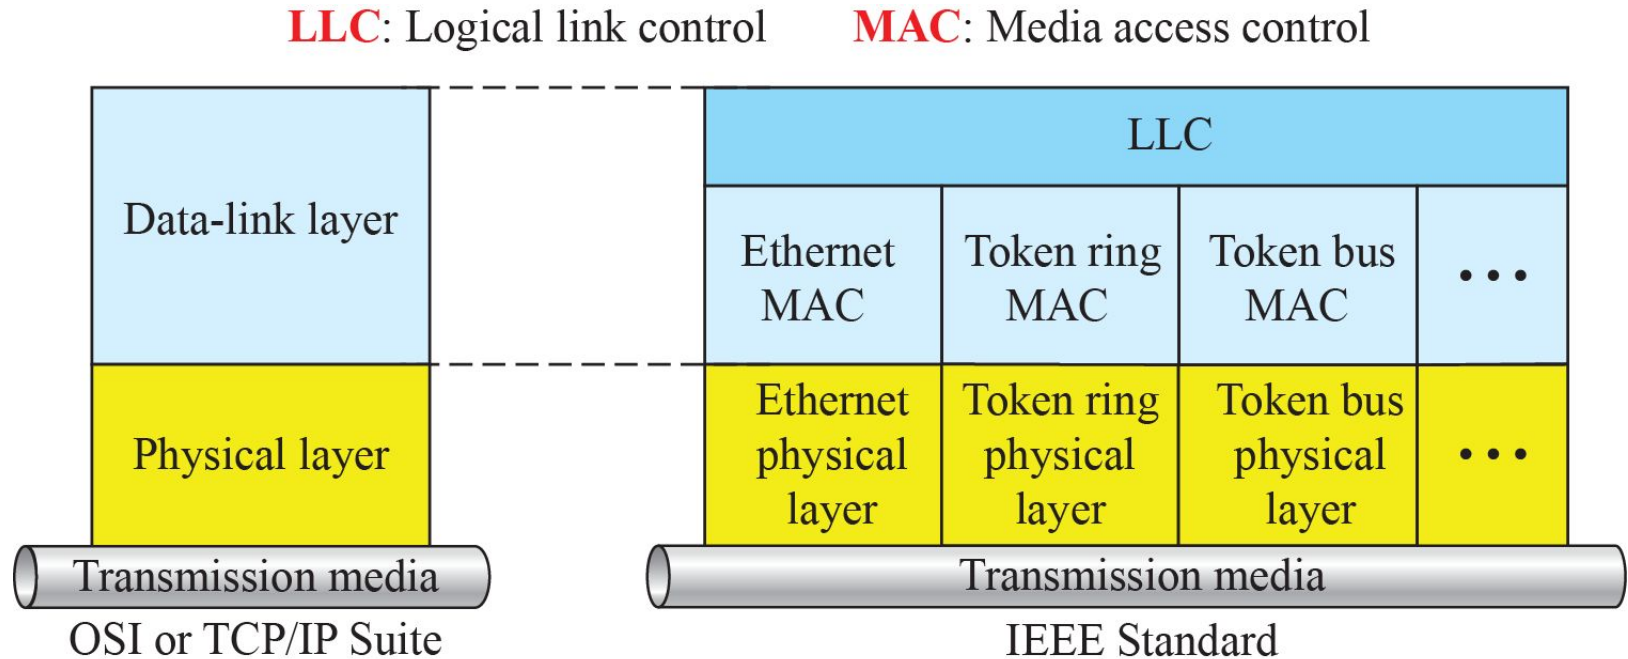 LLC: Logical link control
MAC: Media access control
Data-link layer
Physical layer
Transmission media
OSI or TCP/IP Suite
LLC
Ethernet
MAC
Token ring
MAC
Token bus
MAC
...
Ethernet
physical
layer
Token ring
physical
layer
Token bus
physical
layer
...
Transmission media
IEEE Standard